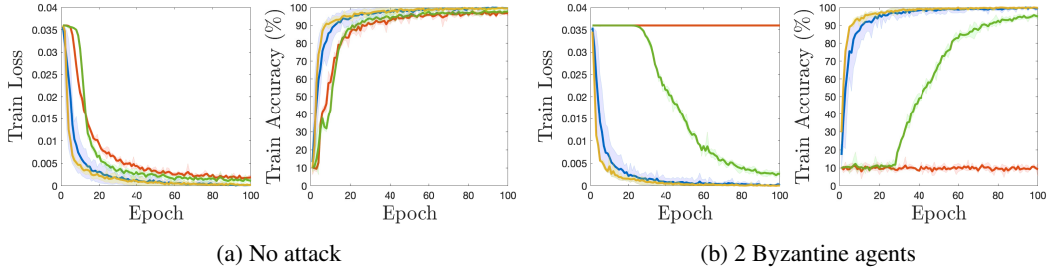 Train Loss
0.04
0.035
0.03
0.025
0.02
0.015
0.01
0.005
0
0 20 40 60 80 100
Epoch
Train Accuracy (%)
100
90
80
70
60
50
40
30
20
10
0
0 20 40 60 80 100
Epoch
(a) No attack
Train Loss
0.04
0.035
0.03
0.025
0.02
0.015
0.01
0.005
0
0 20 40 60 80 100
Epoch
Train Accuracy (%)
100
90
80
70
60
50
40
30
20
10
0
0 20 40 60 80 100
Epoch
(b) 2 Byzantine agents